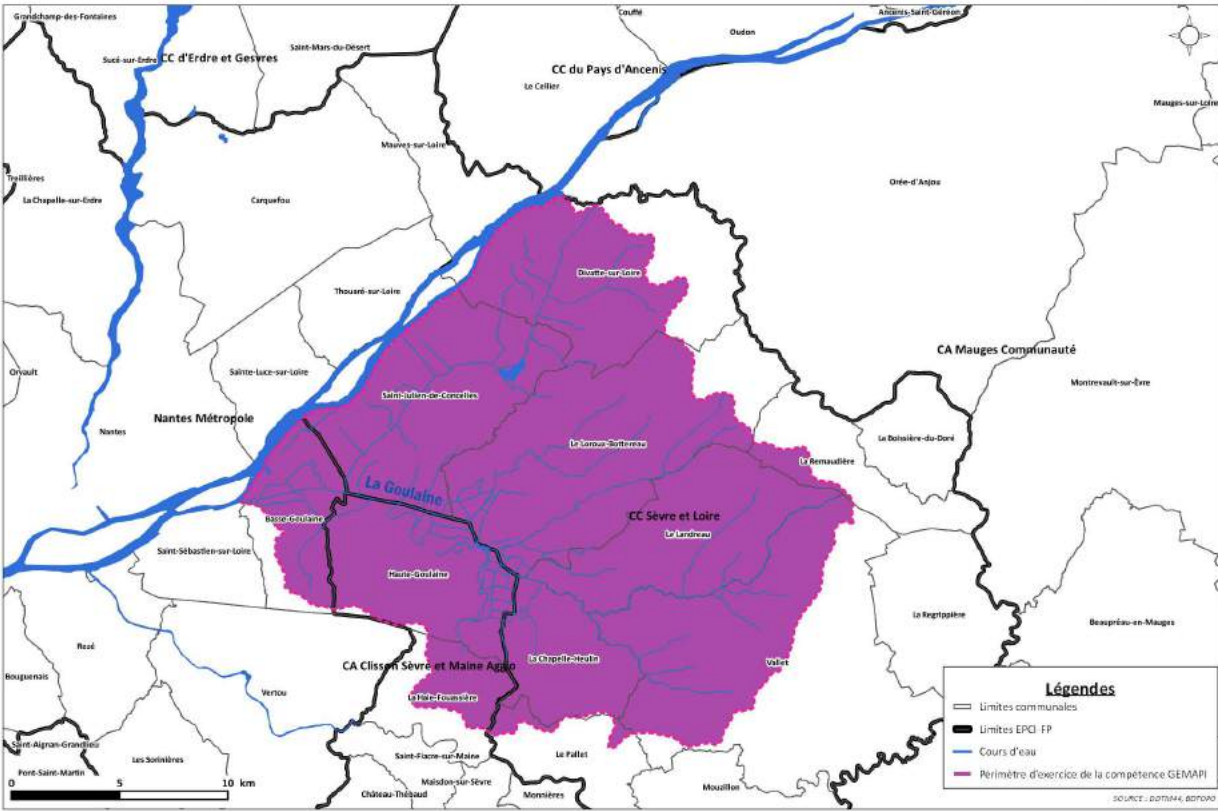 Grandchamp-des-Fontaines
Couffé
Ancenis-Saint-Géréon
Oudon
Saint-Mars-du-Désert
Sucé-sur-Erdre
CC d'Erdre et Gesvres
CC du Pays d'Ancenis
Le Cellier
Mauges-sur-Loire
Mauves-sur-Loire
Treillières
La Chapelle-sur-Erdre
Carquefou
Orée-d'Anjou
Divatte-sur-Loire
Thouaré-sur-Loire
CA Mauges Communauté
Orvault
Sainte-Luce-sur-Loire
Montrevault-sur-Èvre
Saint-Julien-de-Concelles
Nantes Métropole
Nantes
La Boissière-du-Doré
Le Loroux-Bottereau
La Remaudière
La Goulaine
CC Sèvre et Loire
Basse-Goulaine
Le Landreau
Saint-Sébastien-sur-Loire
Haute-Goulaine
La Regrippière
Beaupréau-en-Mauges
Rezé
La Chapelle-Heulin
Vallet
CA Clisson Sèvre et Maine Agglo
Bouguenais
Vertou
La Haie-Fouassière
Légendes
Limites communales
Limites EPCI-FP
Cours d'eau
Périmètre d'exercice de la compétence GEMAPI
Saint-Aignan-Grandlieu
Les Sorinières
Saint-Fiacre-sur-Maine
Le Pallet
Pont-Saint-Martin
Maisdon-sur-Sèvre
Mouzillon
Château-Thébaud
Monnières
0 5 10 km
SOURCE : DDTM44, BDTOPO